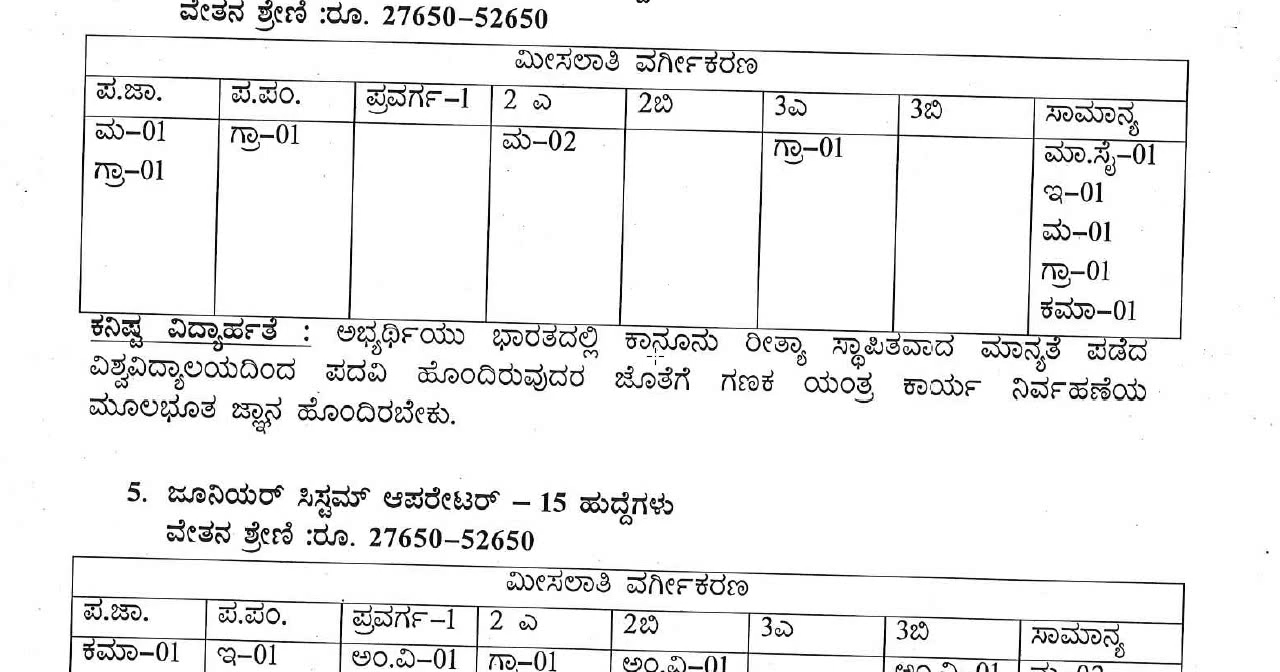 ವೇತನ ಶ್ರೇಣಿ :ರೂ. 27650–52650
ಮೀಸಲಾತಿ ವರ್ಗೀಕರಣ
ಪ.ಜಾ. ಪ.ಪಂ. ಪ್ರವರ್ಗ–1 2 ಎ 2ಬಿ 3ಎ 3ಬಿ ಸಾಮಾನ್ಯ
ಮ–01 ಗ್ರಾ–01 ಮ–02 ಗ್ರಾ–01 ಮಾ.ಸೈ–01
ಗ್ರಾ–01 ಇ–01
ಮ–01
ಗ್ರಾ–01
ಕಮಾ–01
ಕನಿಷ್ಟ ವಿದ್ಯಾರ್ಹತೆ : ಅಭ್ಯರ್ಥಿಯು ಭಾರತದಲ್ಲಿ ಕಾನೂನು ರೀತ್ಯಾ ಸ್ಥಾಪಿತವಾದ ಮಾನ್ಯತೆ ಪಡೆದ
ವಿಶ್ವವಿದ್ಯಾಲಯದಿಂದ ಪದವಿ ಹೊಂದಿರುವುದರ ಜೊತೆಗೆ ಗಣಕ ಯಂತ್ರ ಕಾರ್ಯ ನಿರ್ವಹಣೆಯ
ಮೂಲಭೂತ ಜ್ಞಾನ ಹೊಂದಿರಬೇಕು.
5. ಜೂನಿಯರ್ ಸಿಸ್ಟಮ್ ಆಪರೇಟರ್ – 15 ಹುದ್ದೆಗಳು
ವೇತನ ಶ್ರೇಣಿ :ರೂ. 27650–52650
ಮೀಸಲಾತಿ ವರ್ಗೀಕರಣ
ಪ.ಜಾ. ಪ.ಪಂ. ಪ್ರವರ್ಗ–1 2 ಎ 2ಬಿ 3ಎ 3ಬಿ ಸಾಮಾನ್ಯ
ಕಮಾ–01 ಇ–01 ಅಂ.ವಿ–01 ಗ್ರಾ–01 ಅಂ.ವಿ–01 ಅಂ.ವಿ–01